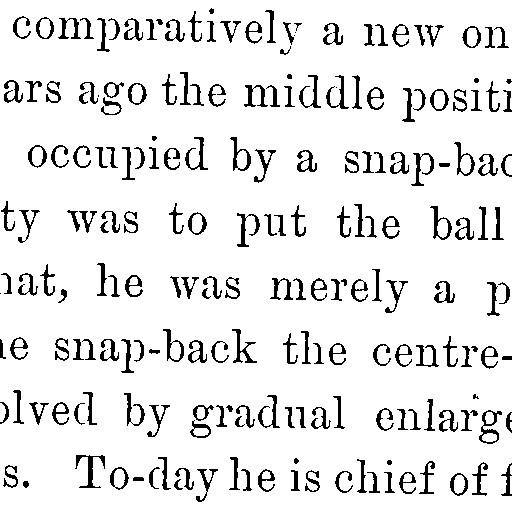 comparatively a new on
ars ago the middle positi
occupied by a snap-bac
ty was to put the ball
hat, he was merely a p
he snap-back the centre-
olved by gradual enlarge
s. To-day he is chief of f